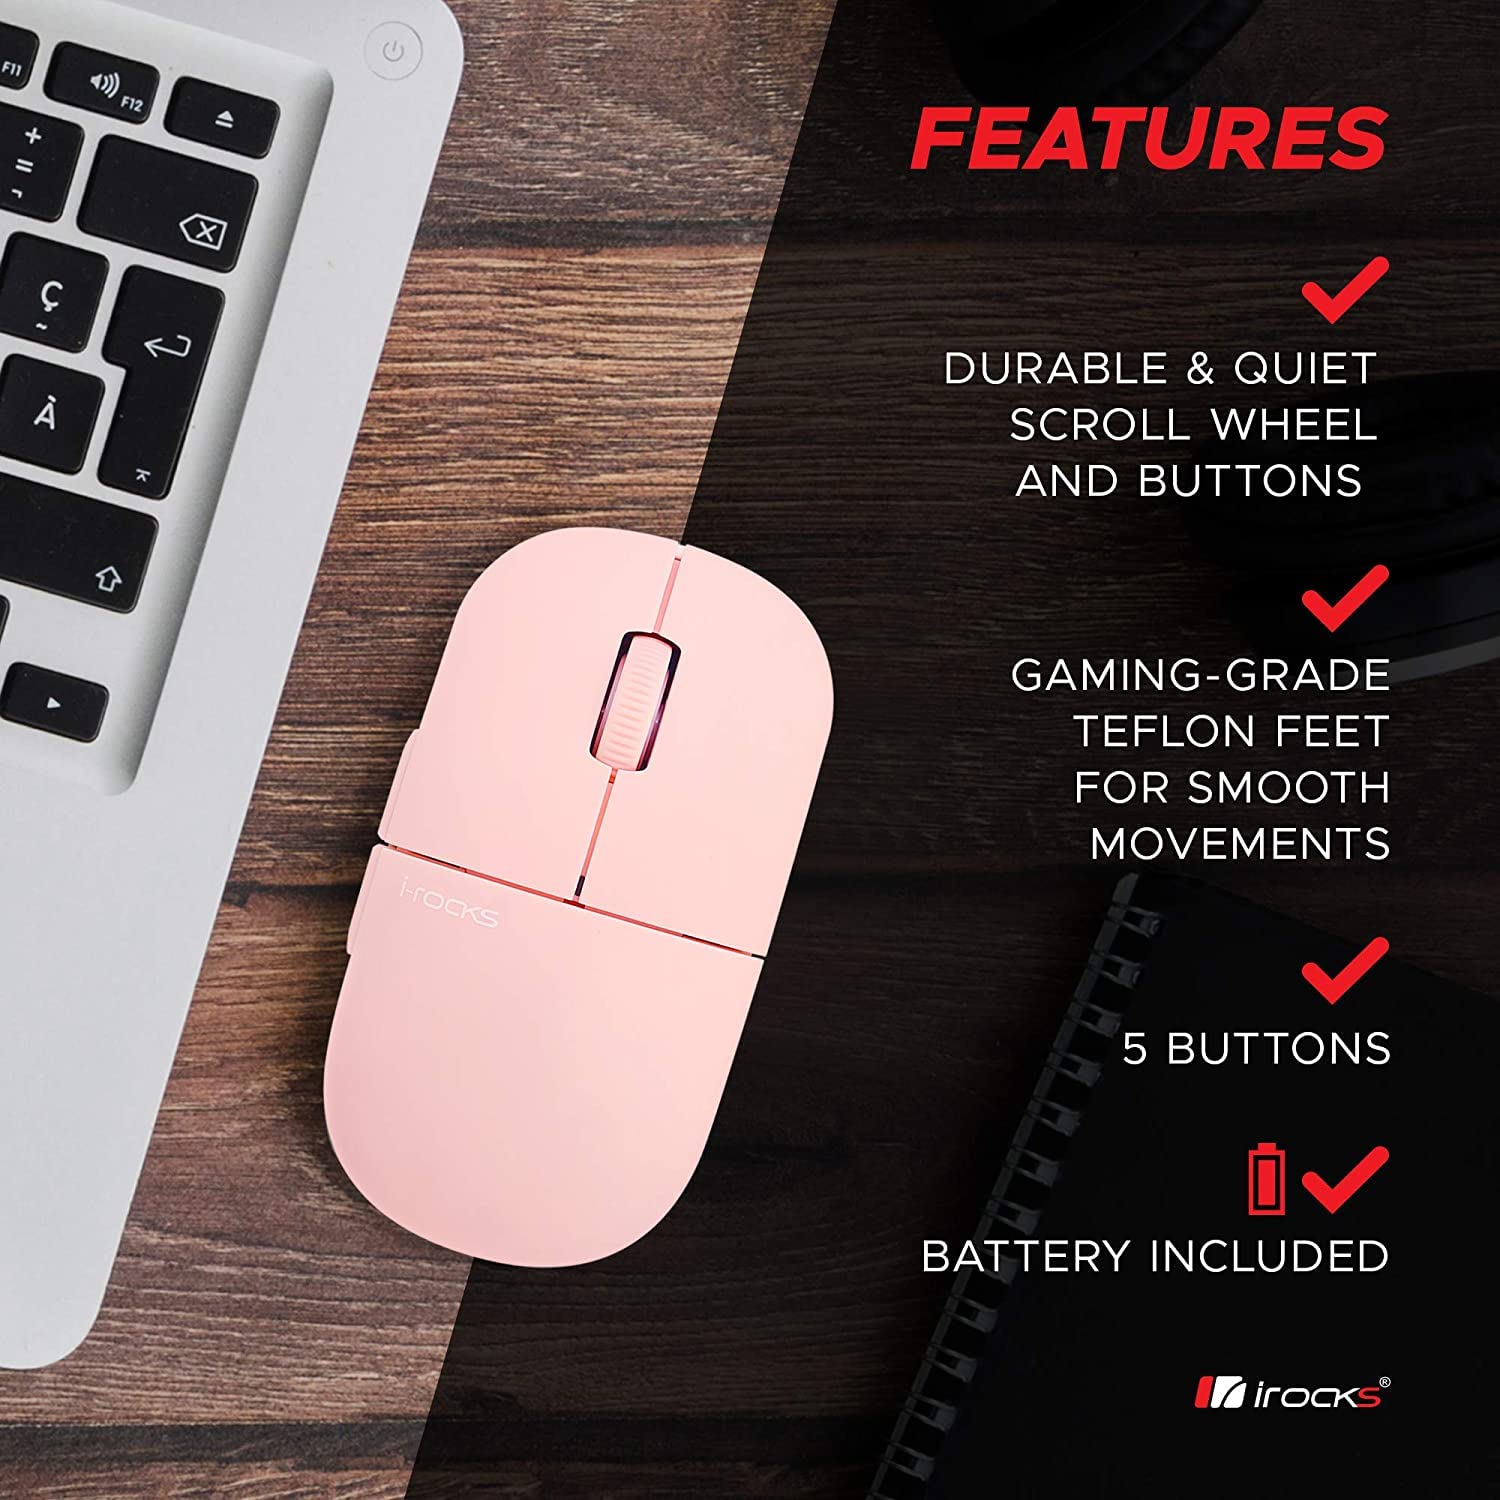 F11
F12
+
=
Ç
~
À
i-rocks
FEATURES
DURABLE & QUIET
SCROLL WHEEL
AND BUTTONS
GAMING-GRADE
TEFLON FEET
FOR SMOOTH
MOVEMENTS
5 BUTTONS
BATTERY INCLUDED
irocks®